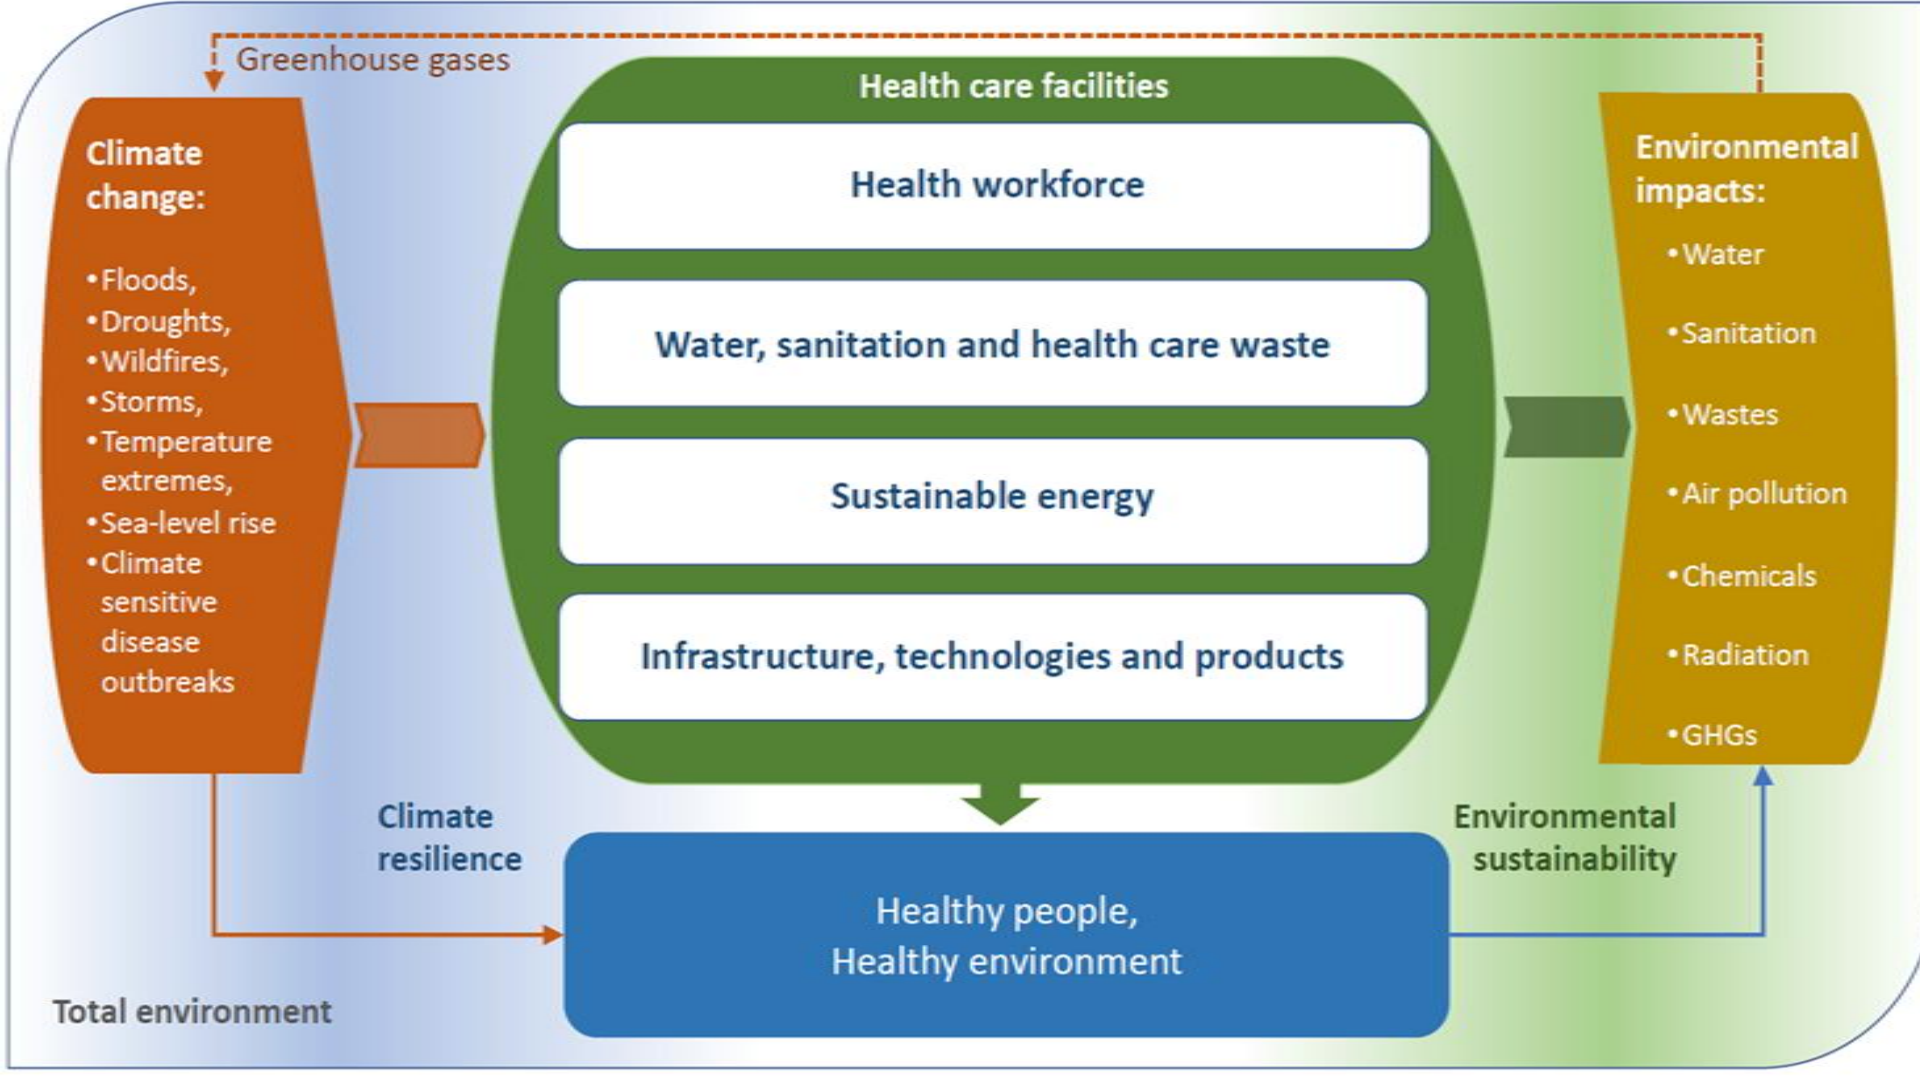 Greenhouse gases
Health care facilities
Climate
change:
•Floods,
•Droughts,
•Wildfires,
•Storms,
•Temperature
extremes,
•Sea-level rise
•Climate
sensitive
disease
outbreaks
Health workforce
Water, sanitation and health care waste
Sustainable energy
Infrastructure, technologies and products
Environmental
impacts:
•Water
•Sanitation
•Wastes
•Air pollution
•Chemicals
•Radiation
•GHGs
Climate
resilience
Environmental
sustainability
Healthy people,
Healthy environment
Total environment